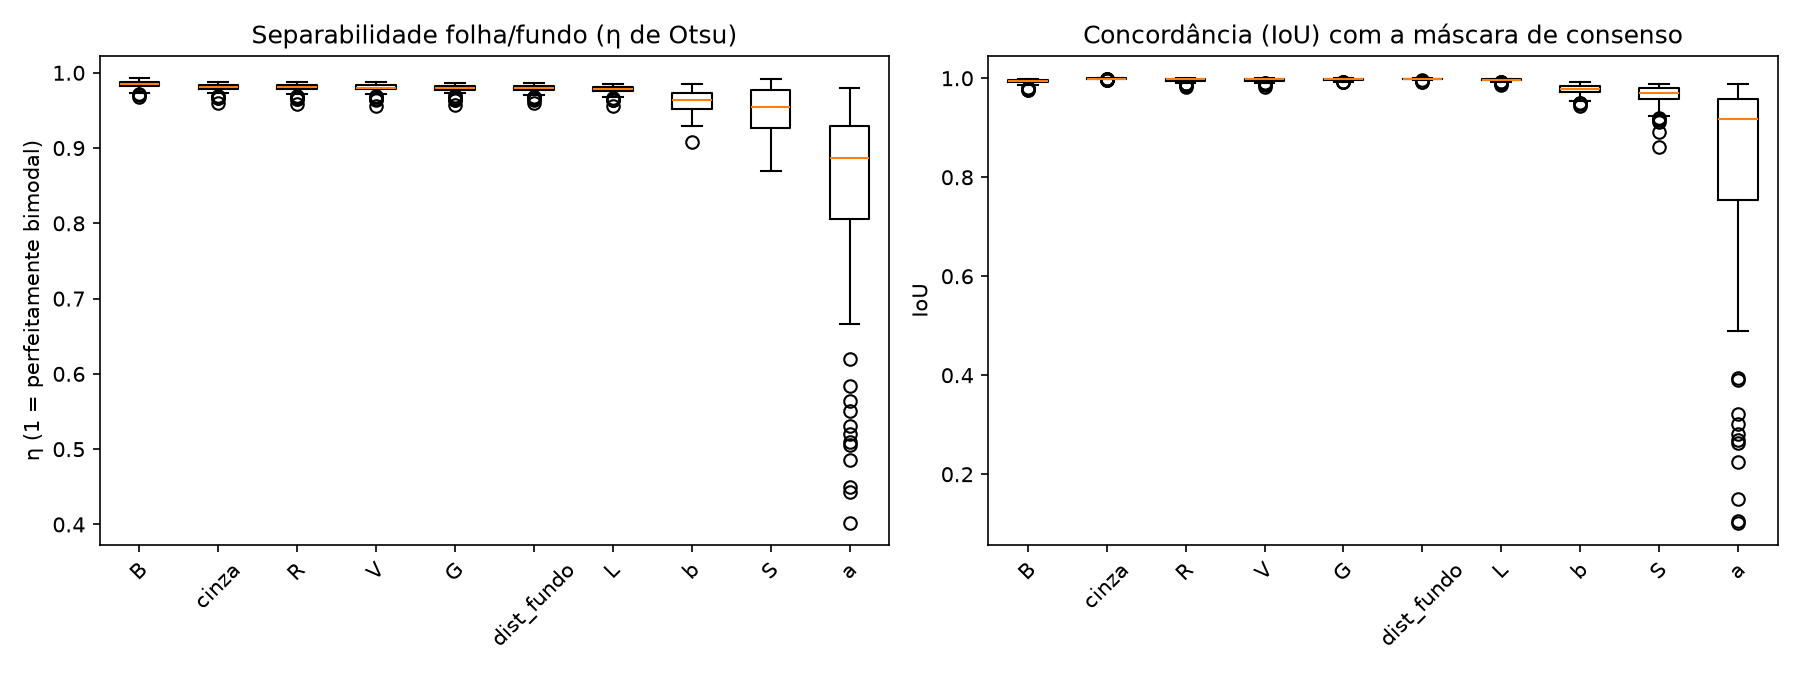 Separabilidade folha/fundo (η de Otsu)
η (1 = perfeitamente bimodal)
1.0
0.9
0.8
0.7
0.6
0.5
0.4
B
cinza
R
V
G
dist_fundo
L
b
S
a
Concordância (IoU) com a máscara de consenso
IoU
1.0
0.8
0.6
0.4
0.2
B
cinza
R
V
G
dist_fundo
L
b
S
a